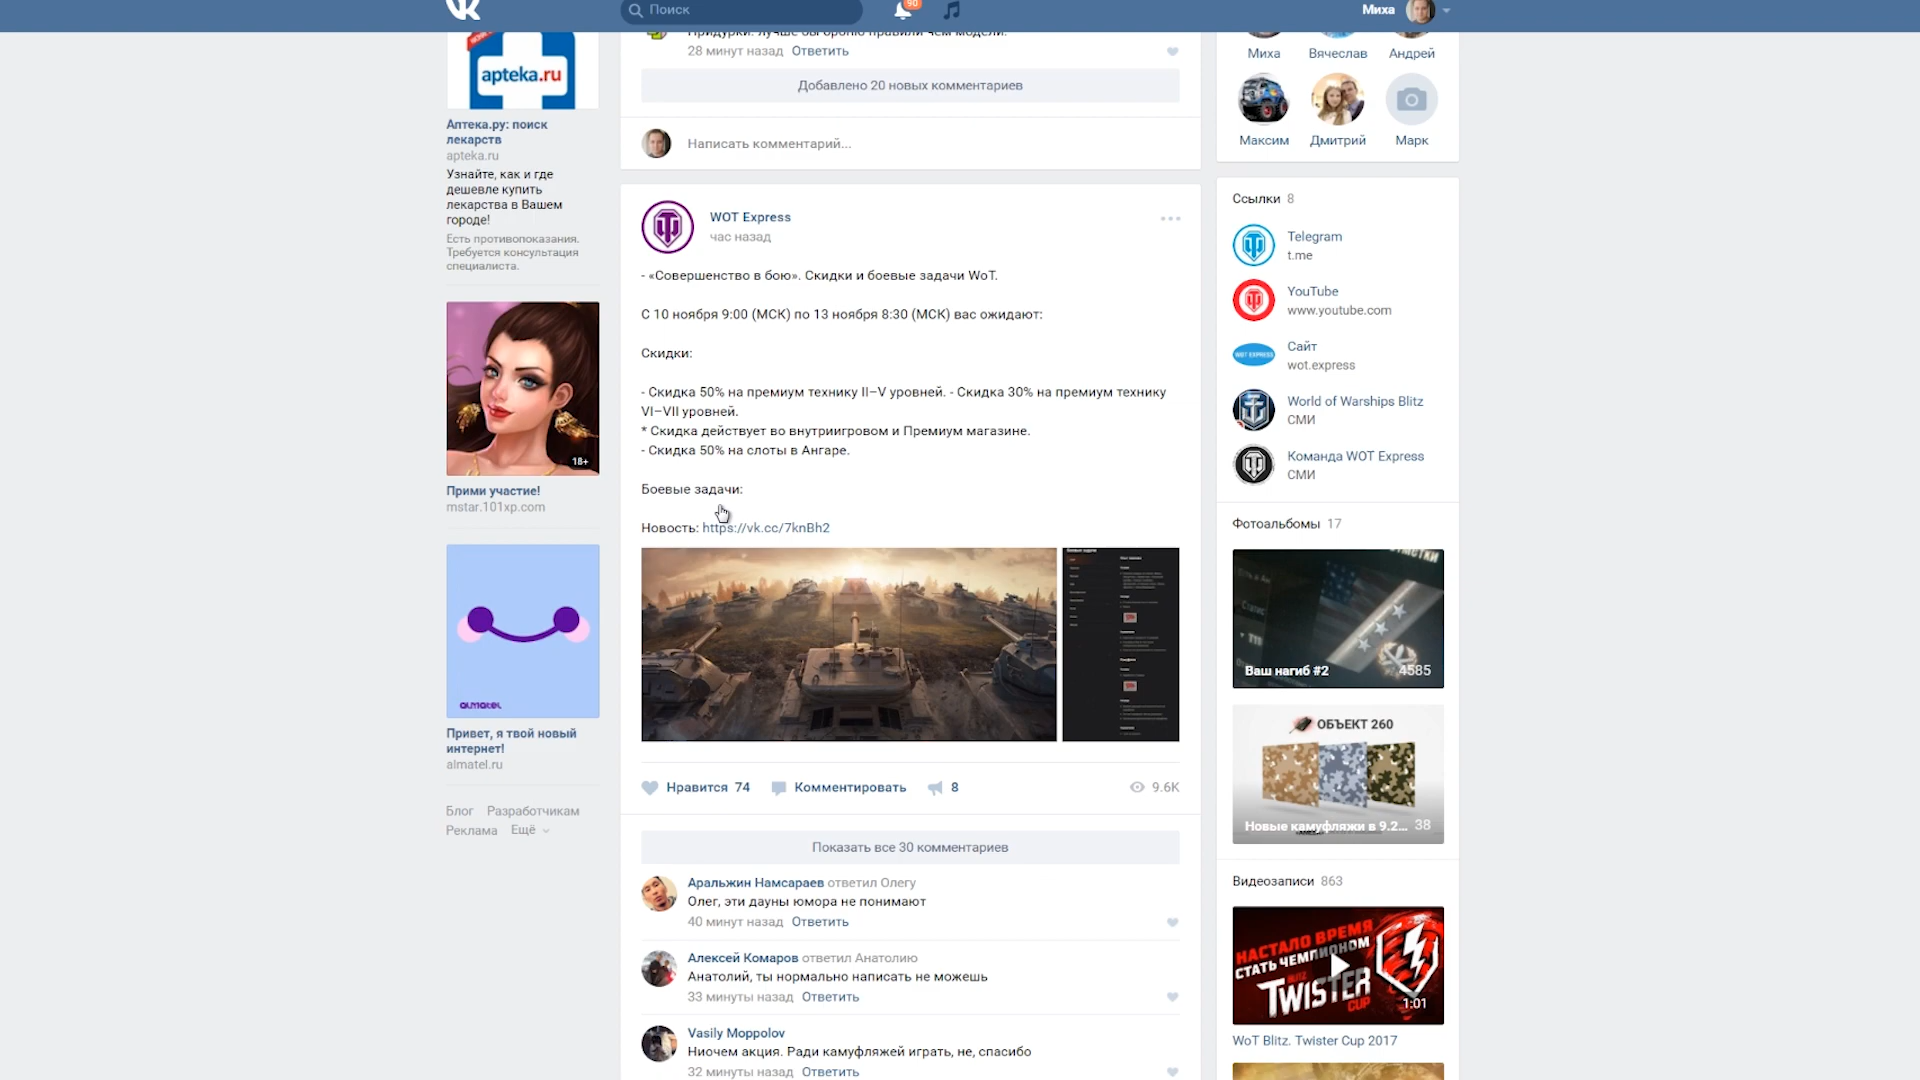 Поиск
90
Миха
apteka.ru
Аптека.ру: поиск
лекарств
apteka.ru
Узнайте, как и где
дешевле купить
лекарства в Вашем
городе!
Есть противопоказания.
Требуется консультация
специалиста.
18+
Прими участие!
mstar.101xp.com
almatel
Привет, я твой новый
интернет!
almatel.ru
Блог Разработчикам
Реклама Ещё
Придурки. лучше бы броню правили чем модели.
28 минут назад Ответить
Добавлено 20 новых комментариев
Написать комментарий...
WOT Express
час назад
- «Совершенство в бою». Скидки и боевые задачи WoT.
С 10 ноября 9:00 (МСК) по 13 ноября 8:30 (МСК) вас ожидают:
Скидки:
- Скидка 50% на премиум технику II–V уровней. - Скидка 30% на премиум технику
VI–VII уровней.
* Скидка действует во внутриигровом и Премиум магазине.
- Скидка 50% на слоты в Ангаре.
Боевые задачи:
Новость: https://vk.cc/7knBh2
Нравится 74 Комментировать 8 9.6K
Показать все 30 комментариев
Аральжин Намсараев ответил Олегу
Олег, эти дауны юмора не понимают
40 минут назад Ответить
Алексей Комаров ответил Анатолию
Анатолий, ты нормально написать не можешь
33 минуты назад Ответить
Vasily Moppolov
Ниочем акция. Ради камуфляжей играть, не, спасибо
32 минуты назад Ответить
Миха Вячеслав Андрей
Максим Дмитрий Марк
Ссылки 8
Telegram
t.me
YouTube
www.youtube.com
WOT EXPRESS
Сайт
wot.express
World of Warships Blitz
СМИ
Команда WOT Express
СМИ
Фотоальбомы 17
Ваш нагиб #2 4585
ОБЪЕКТ 260
Новые камуфляжи в 9.2... 38
Видеозаписи 863
НАСТАЛО ВРЕМЯ
СТАТЬ ЧЕМПИОНОМ
BLITZ
TWISTER
CUP
1:01
WoT Blitz. Twister Cup 2017